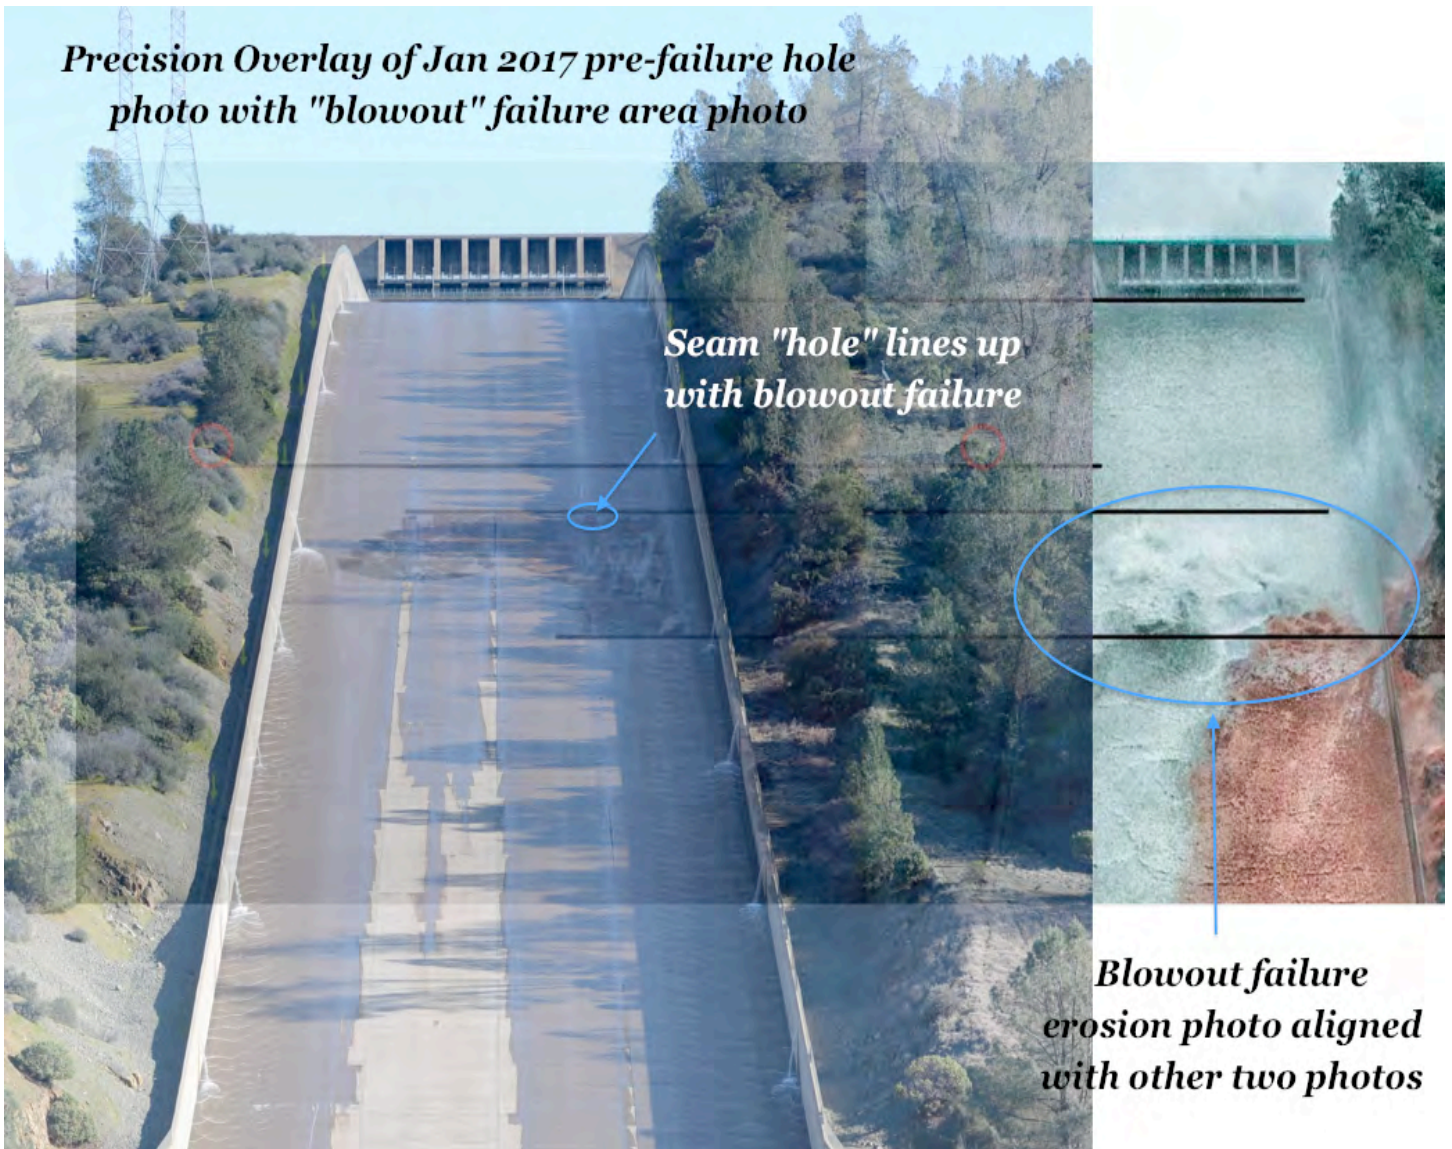 Precision Overlay of Jan 2017 pre-failure hole
photo with "blowout" failure area photo
Seam "hole" lines up
with blowout failure
Blowout failure
erosion photo aligned
with other two photos